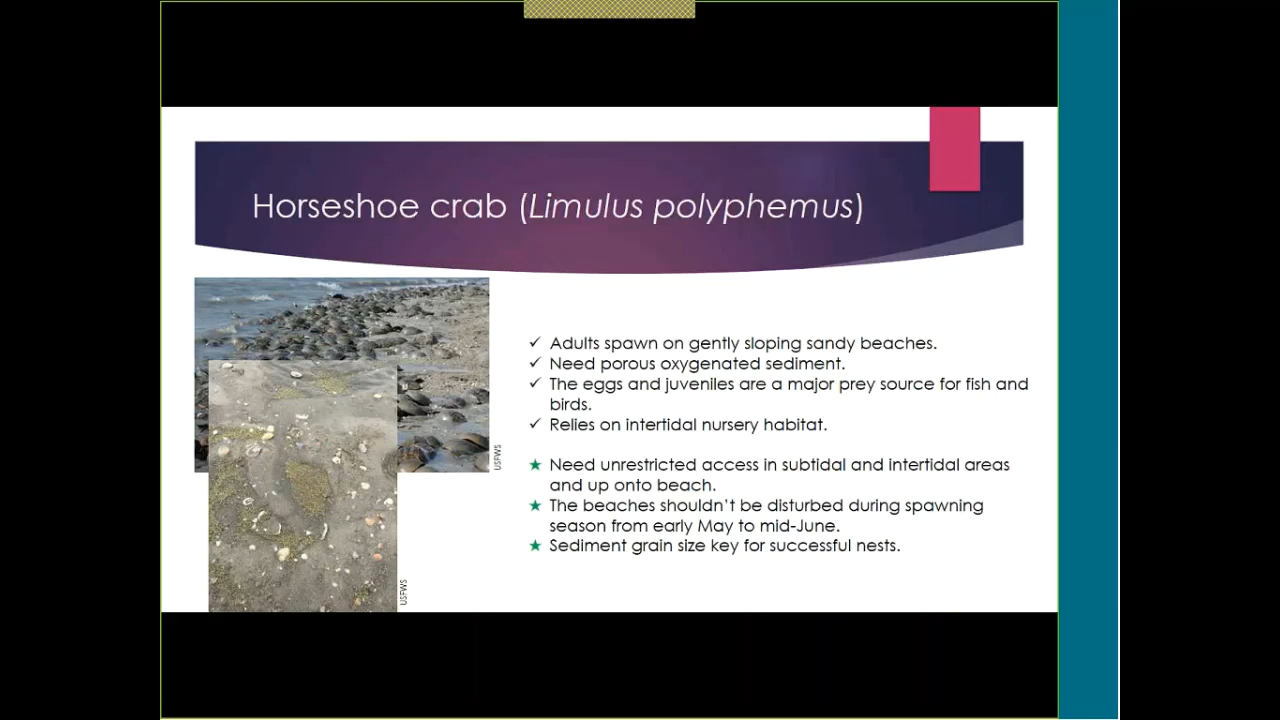 Horseshoe crab (Limulus polyphemus)
✓ Adults spawn on gently sloping sandy beaches.
✓ Need porous oxygenated sediment.
✓ The eggs and juveniles are a major prey source for fish and
birds.
✓ Relies on intertidal nursery habitat.
★ Need unrestricted access in subtidal and intertidal areas
and up onto beach.
★ The beaches shouldn't be disturbed during spawning
season from early May to mid-June.
★ Sediment grain size key for successful nests.
USFWS
USFWS